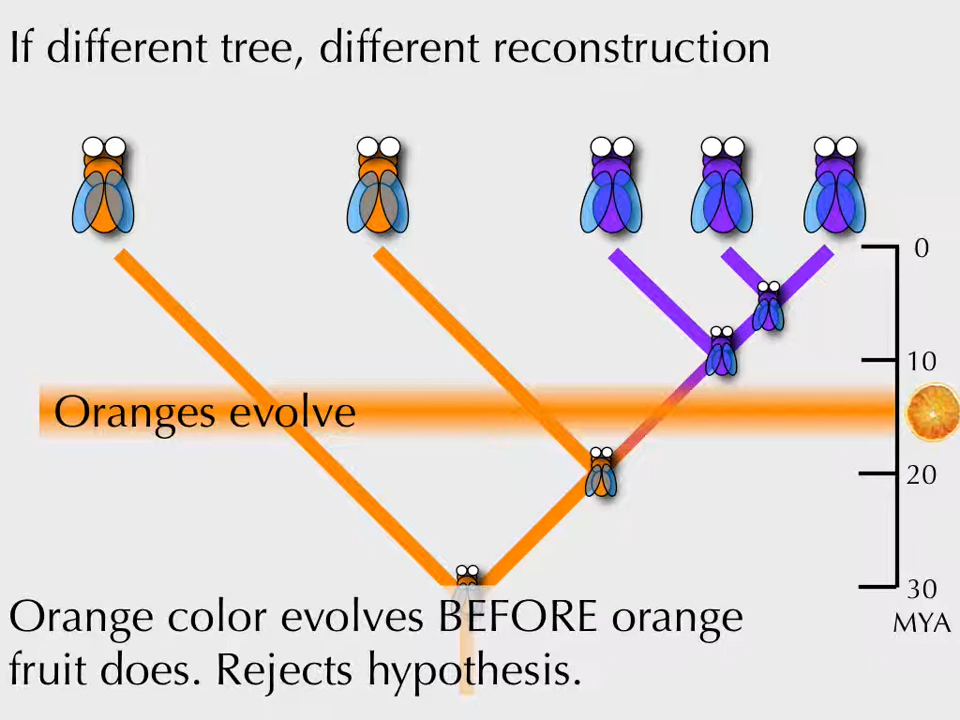 If different tree, different reconstruction
0
10
Oranges evolve
20
30
MYA
Orange color evolves BEFORE orange
fruit does. Rejects hypothesis.